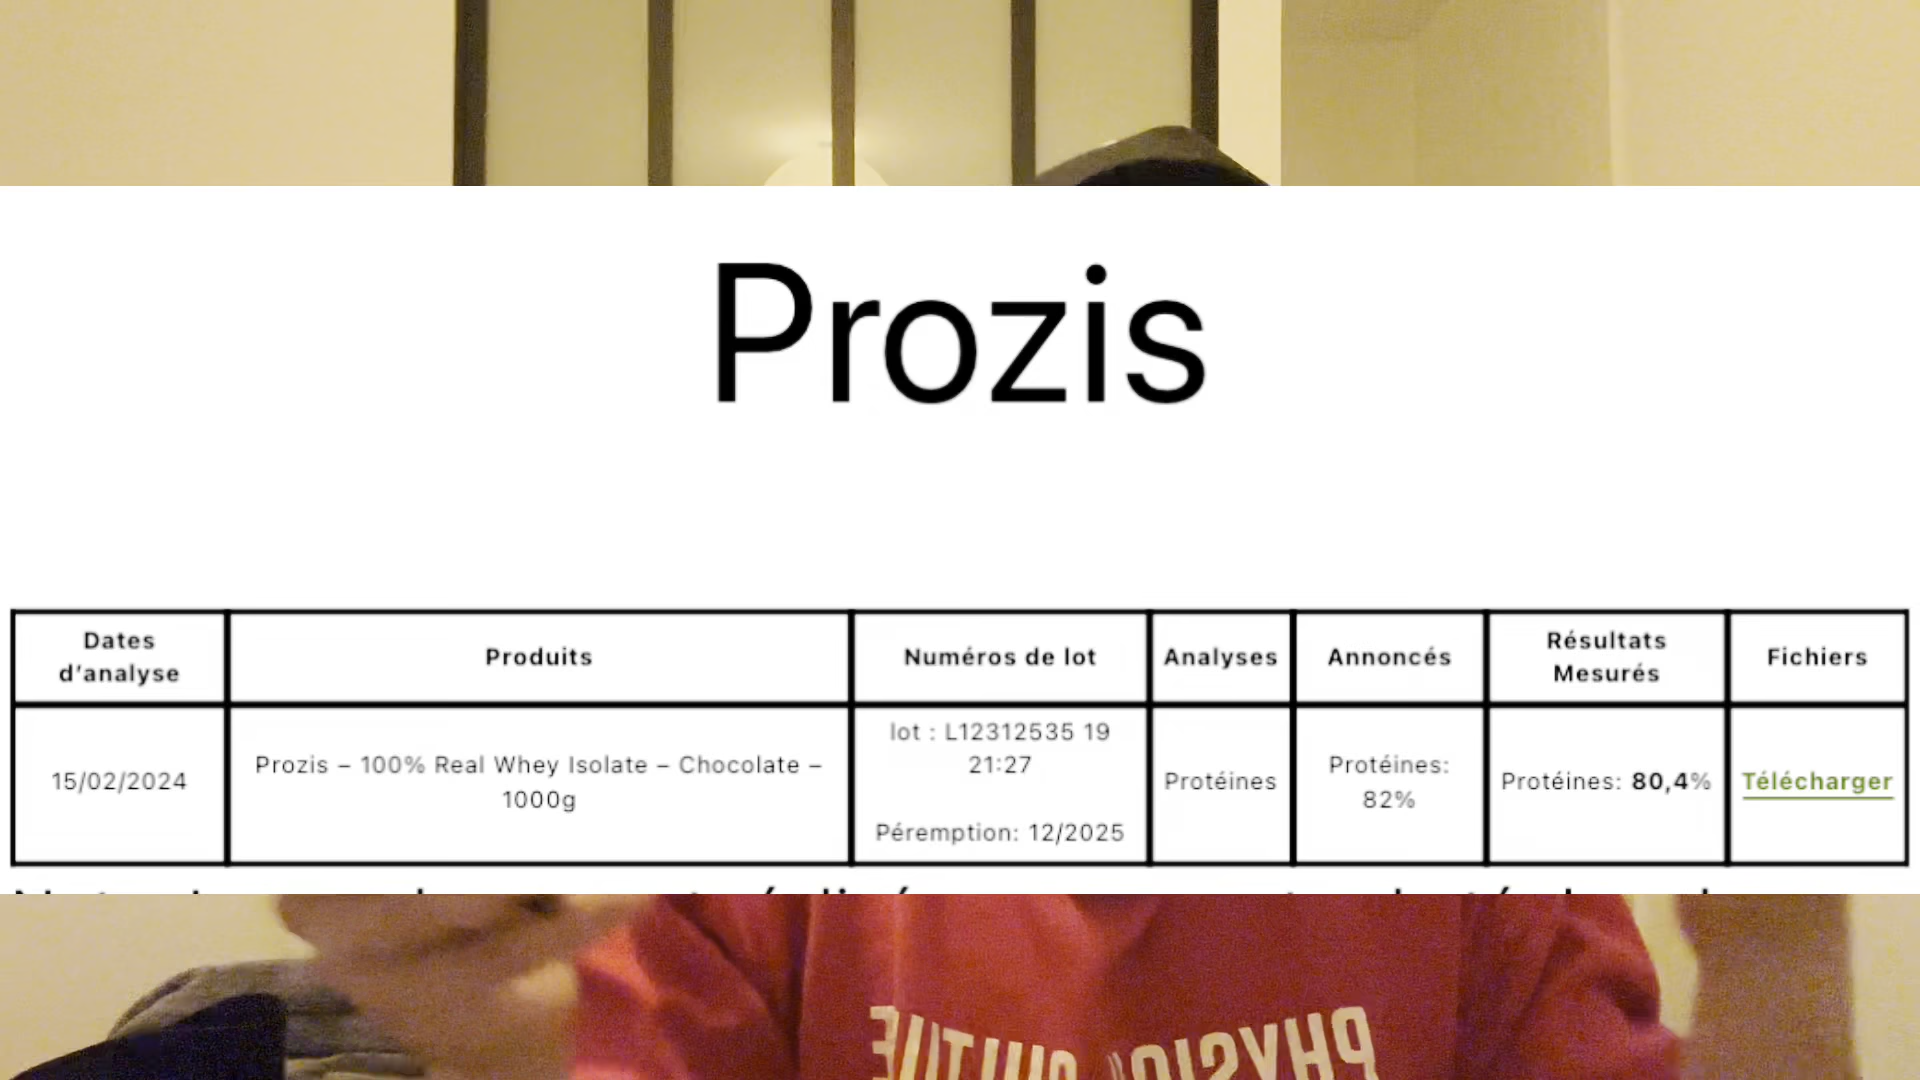 Prozis
Dates
d'analyse
Produits
Numéros de lot
Analyses
Annoncés
Résultats
Mesurés
Fichiers
15/02/2024
Prozis – 100% Real Whey Isolate – Chocolate –
1000g
lot : L12312535 19
21:27
Péremption: 12/2025
Protéines
Protéines:
82%
Protéines: 80,4%
Télécharger